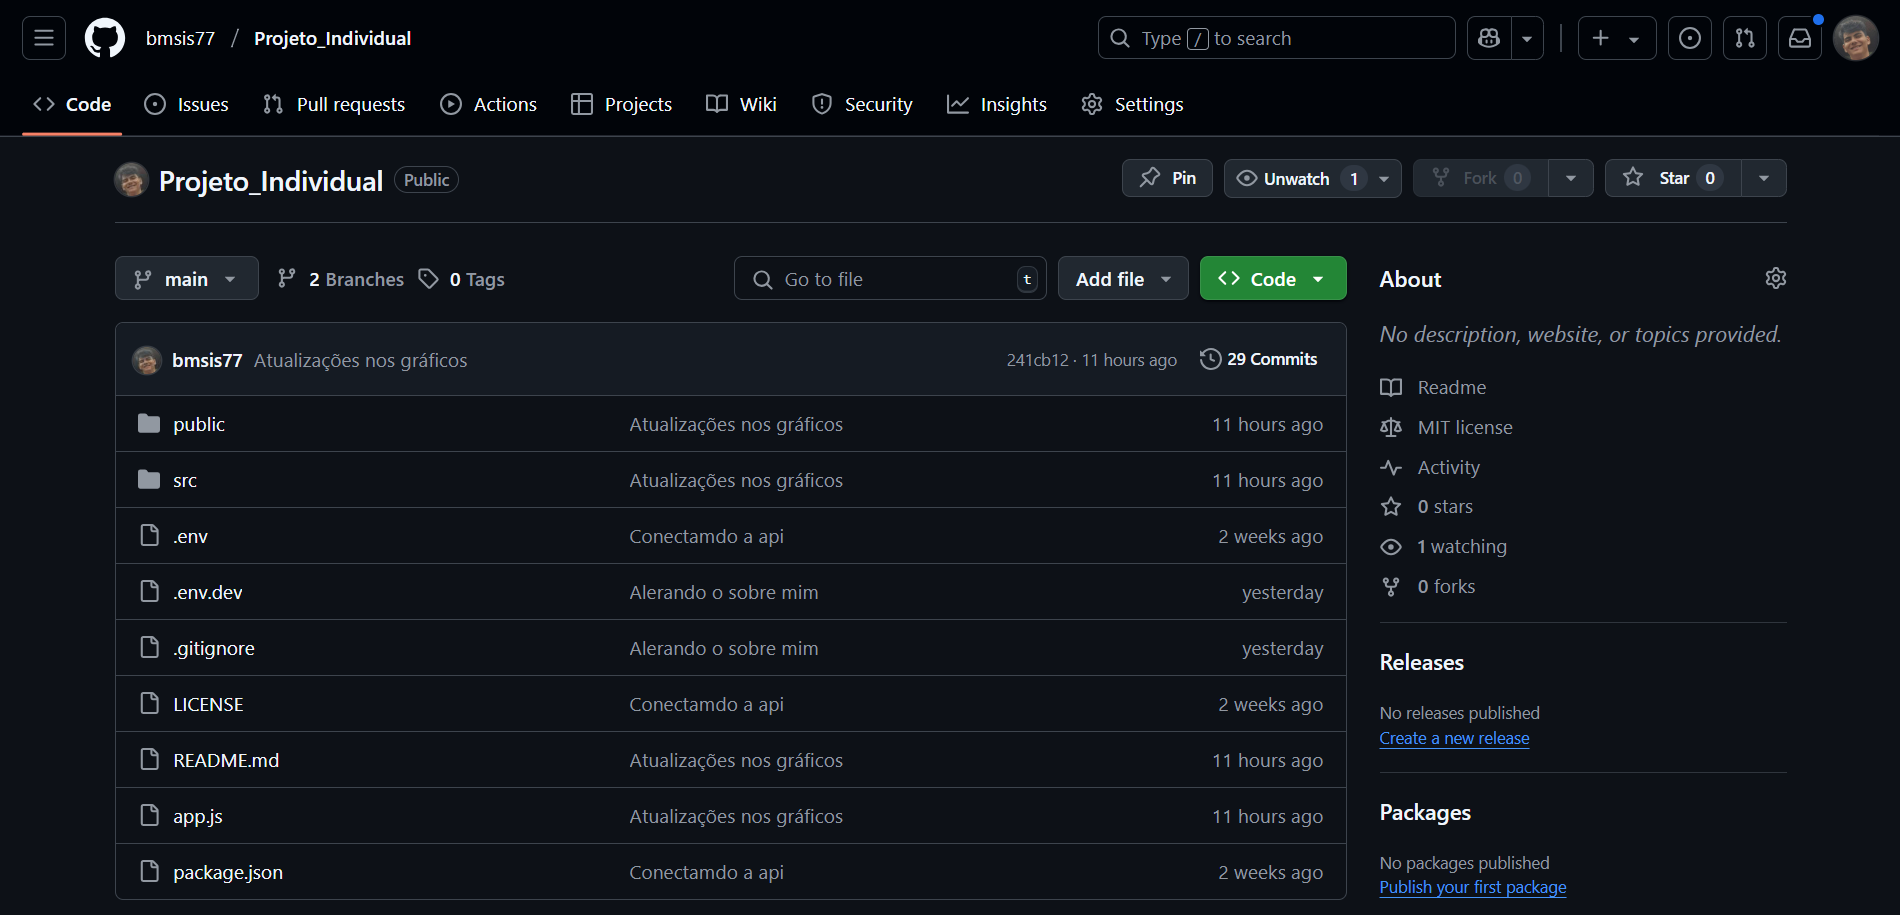 bmsis77 / Projeto_Individual
Type / to search
Code Issues Pull requests Actions Projects Wiki Security Insights Settings
Projeto_Individual Public
Pin Unwatch 1 Fork 0 Star 0
main 2 Branches 0 Tags Go to file t Add file Code
bmsis77 Atualizações nos gráficos 241cb12 · 11 hours ago 29 Commits
public Atualizações nos gráficos 11 hours ago
src Atualizações nos gráficos 11 hours ago
.env Conectamdo a api 2 weeks ago
.env.dev Alerando o sobre mim yesterday
.gitignore Alerando o sobre mim yesterday
LICENSE Conectamdo a api 2 weeks ago
README.md Atualizações nos gráficos 11 hours ago
app.js Atualizações nos gráficos 11 hours ago
package.json Conectamdo a api 2 weeks ago
About
No description, website, or topics provided.
Readme
MIT license
Activity
0 stars
1 watching
0 forks
Releases
No releases published
Create a new release
Packages
No packages published
Publish your first package